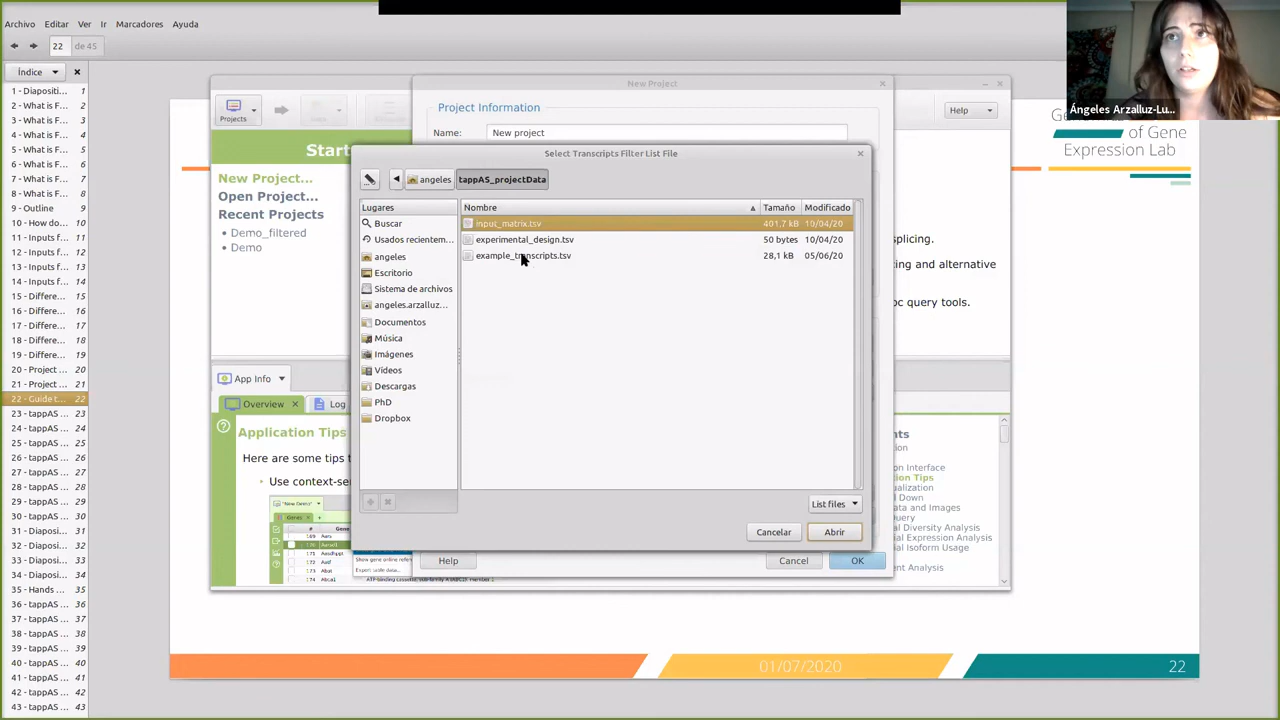 Archivo Editar Ver Ir Marcadores Ayuda
22 de 45
Índice
1 - Diapositi... 1
2 - What is F... 2
3 - What is F... 3
4 - What is F... 4
5 - What is F... 5
6 - What is F... 6
7 - What is F... 7
8 - What is F... 8
9 - Outline 9
10 - How do... 10
11 - Inputs f... 11
12 - Inputs f... 12
13 - Inputs f... 13
14 - Inputs f... 14
15 - Differe... 15
16 - Differe... 16
17 - Differe... 17
18 - Differe... 18
19 - Differe... 19
20 - Project ... 20
21 - Project ... 21
22 - Guide t... 22
23 - tappAS ... 23
24 - tappAS ... 24
25 - tappAS ... 25
26 - tappAS ... 26
27 - tappAS ... 27
28 - tappAS ... 28
29 - tappAS ... 29
30 - tappAS ... 30
31 - Diaposi... 31
32 - Diaposi... 32
33 - Diaposi... 33
34 - Diaposi... 34
35 - Hands ... 35
36 - tappAS ... 36
37 - tappAS ... 37
38 - tappAS ... 38
39 - tappAS ... 39
40 - tappAS ... 40
41 - tappAS ... 41
42 - tappAS ... 42
43 - tappAS ... 43
Projects
Help
Start
New Project...
Open Project...
Recent Projects
Demo_filtered
Demo
App Info
Overview Log
Application Tips
Here are some tips t
Use context-se
New Project
Project Information
Name: New project
Select Transcripts Filter List File
angeles tappAS_projectData
Lugares
Buscar
Usados recientem...
angeles
Escritorio
Sistema de archivos
angeles.arzalluz...
Documentos
Música
Imágenes
Vídeos
Descargas
PhD
Dropbox
Nombre Tamaño Modificado
input_matrix.tsv 401,7 kB 10/04/20
experimental_design.tsv 50 bytes 10/04/20
example_transcripts.tsv 28,1 kB 05/06/20
List files
Cancelar Abrir
Help Cancel OK
splicing.
cing and alternative
oc query tools.
nts
ion
Interface
ion Tips
ualization
l Down
ata and Images
Query
al Diversity Analysis
ial Expression Analysis
ial Isoform Usage
ent Analysis
of Gene
Expression Lab
Ángeles Arzalluz-Lu...
01/07/2020
22